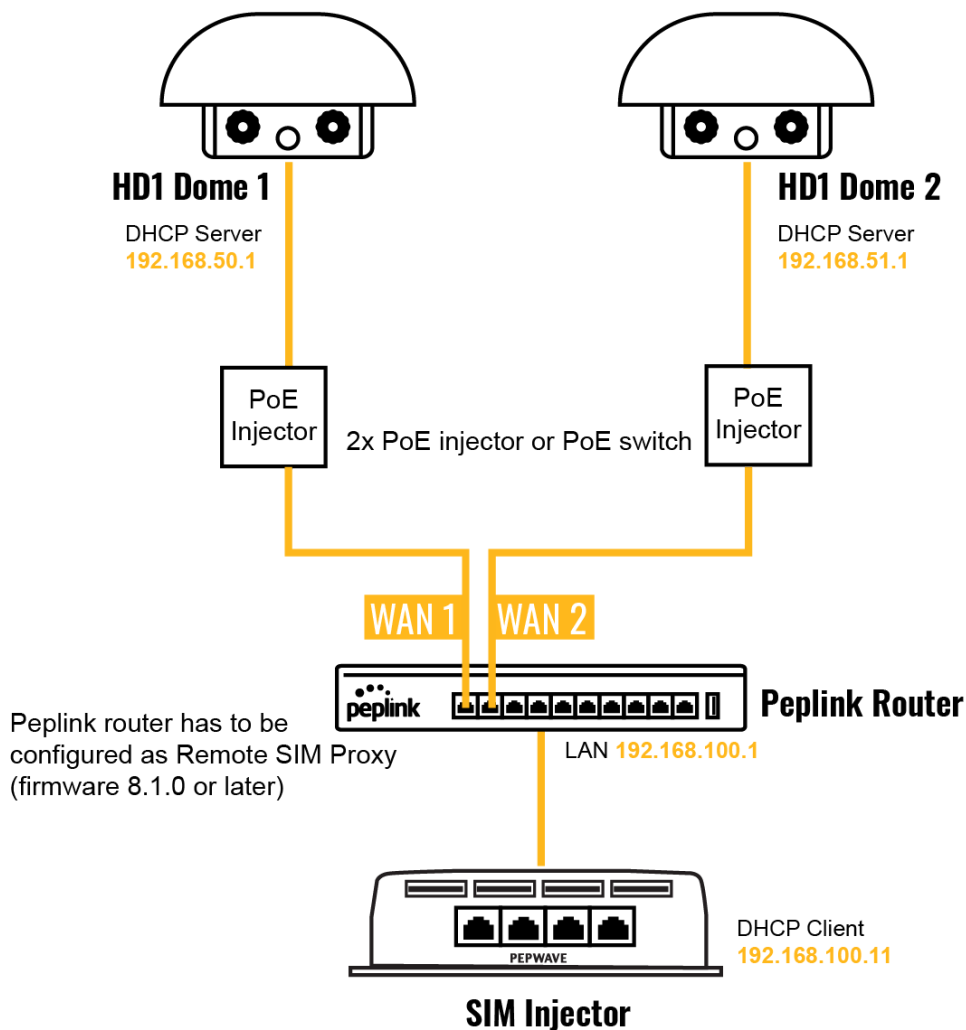 HD1 Dome 1
DHCP Server
192.168.50.1
HD1 Dome 2
DHCP Server
192.168.51.1
PoE
Injector
2x PoE injector or PoE switch
PoE
Injector
WAN 1
WAN 2
peplink
Peplink Router
Peplink router has to be
configured as Remote SIM Proxy
(firmware 8.1.0 or later)
LAN 192.168.100.1
PEPWAVE
DHCP Client
192.168.100.11
SIM Injector